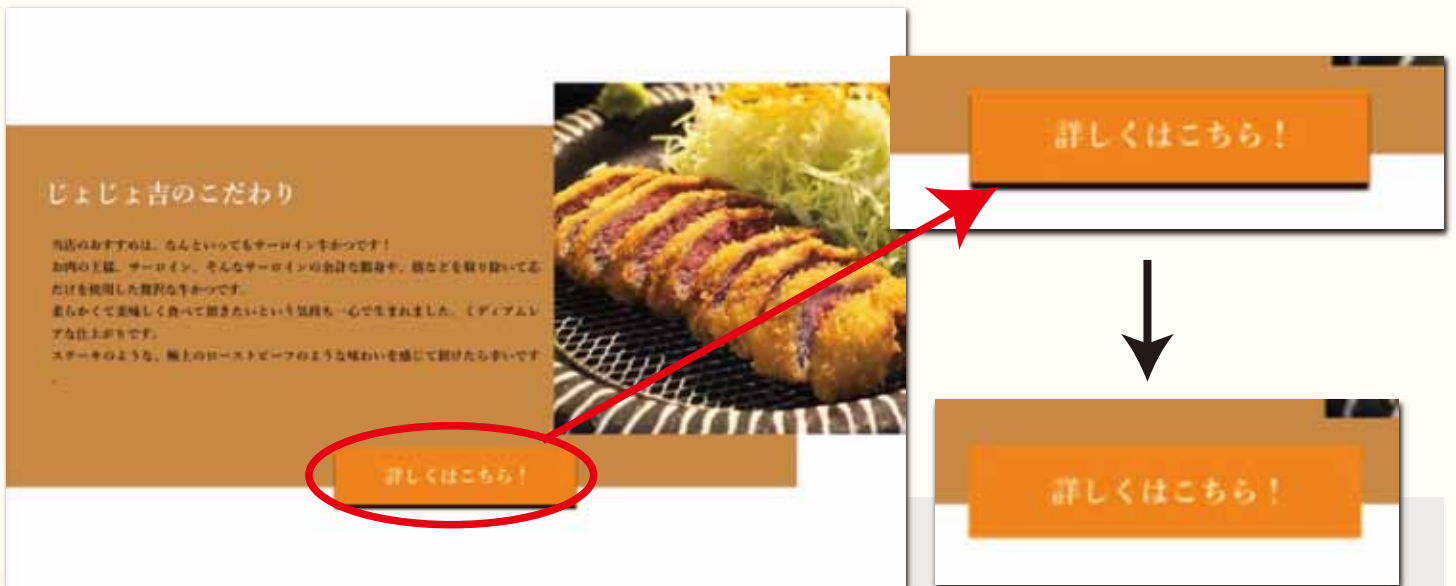 じょじょ吉のこだわり
当店のおすすめは、なんといってもサーロイン牛かつです！
お肉の王様、サーロイン。そんなサーロインの余計な脂身や、筋などを取り除いて芯
だけを使用した贅沢な牛かつです。
柔らかくて美味しく食べて頂きたいという気持ち一心で生まれました。ミディアムレ
アな仕上がりです。
ステーキのような、極上のローストビーフのような味わいを感じて頂けたら幸いです
。
詳しくはこちら！
詳しくはこちら！
詳しくはこちら！